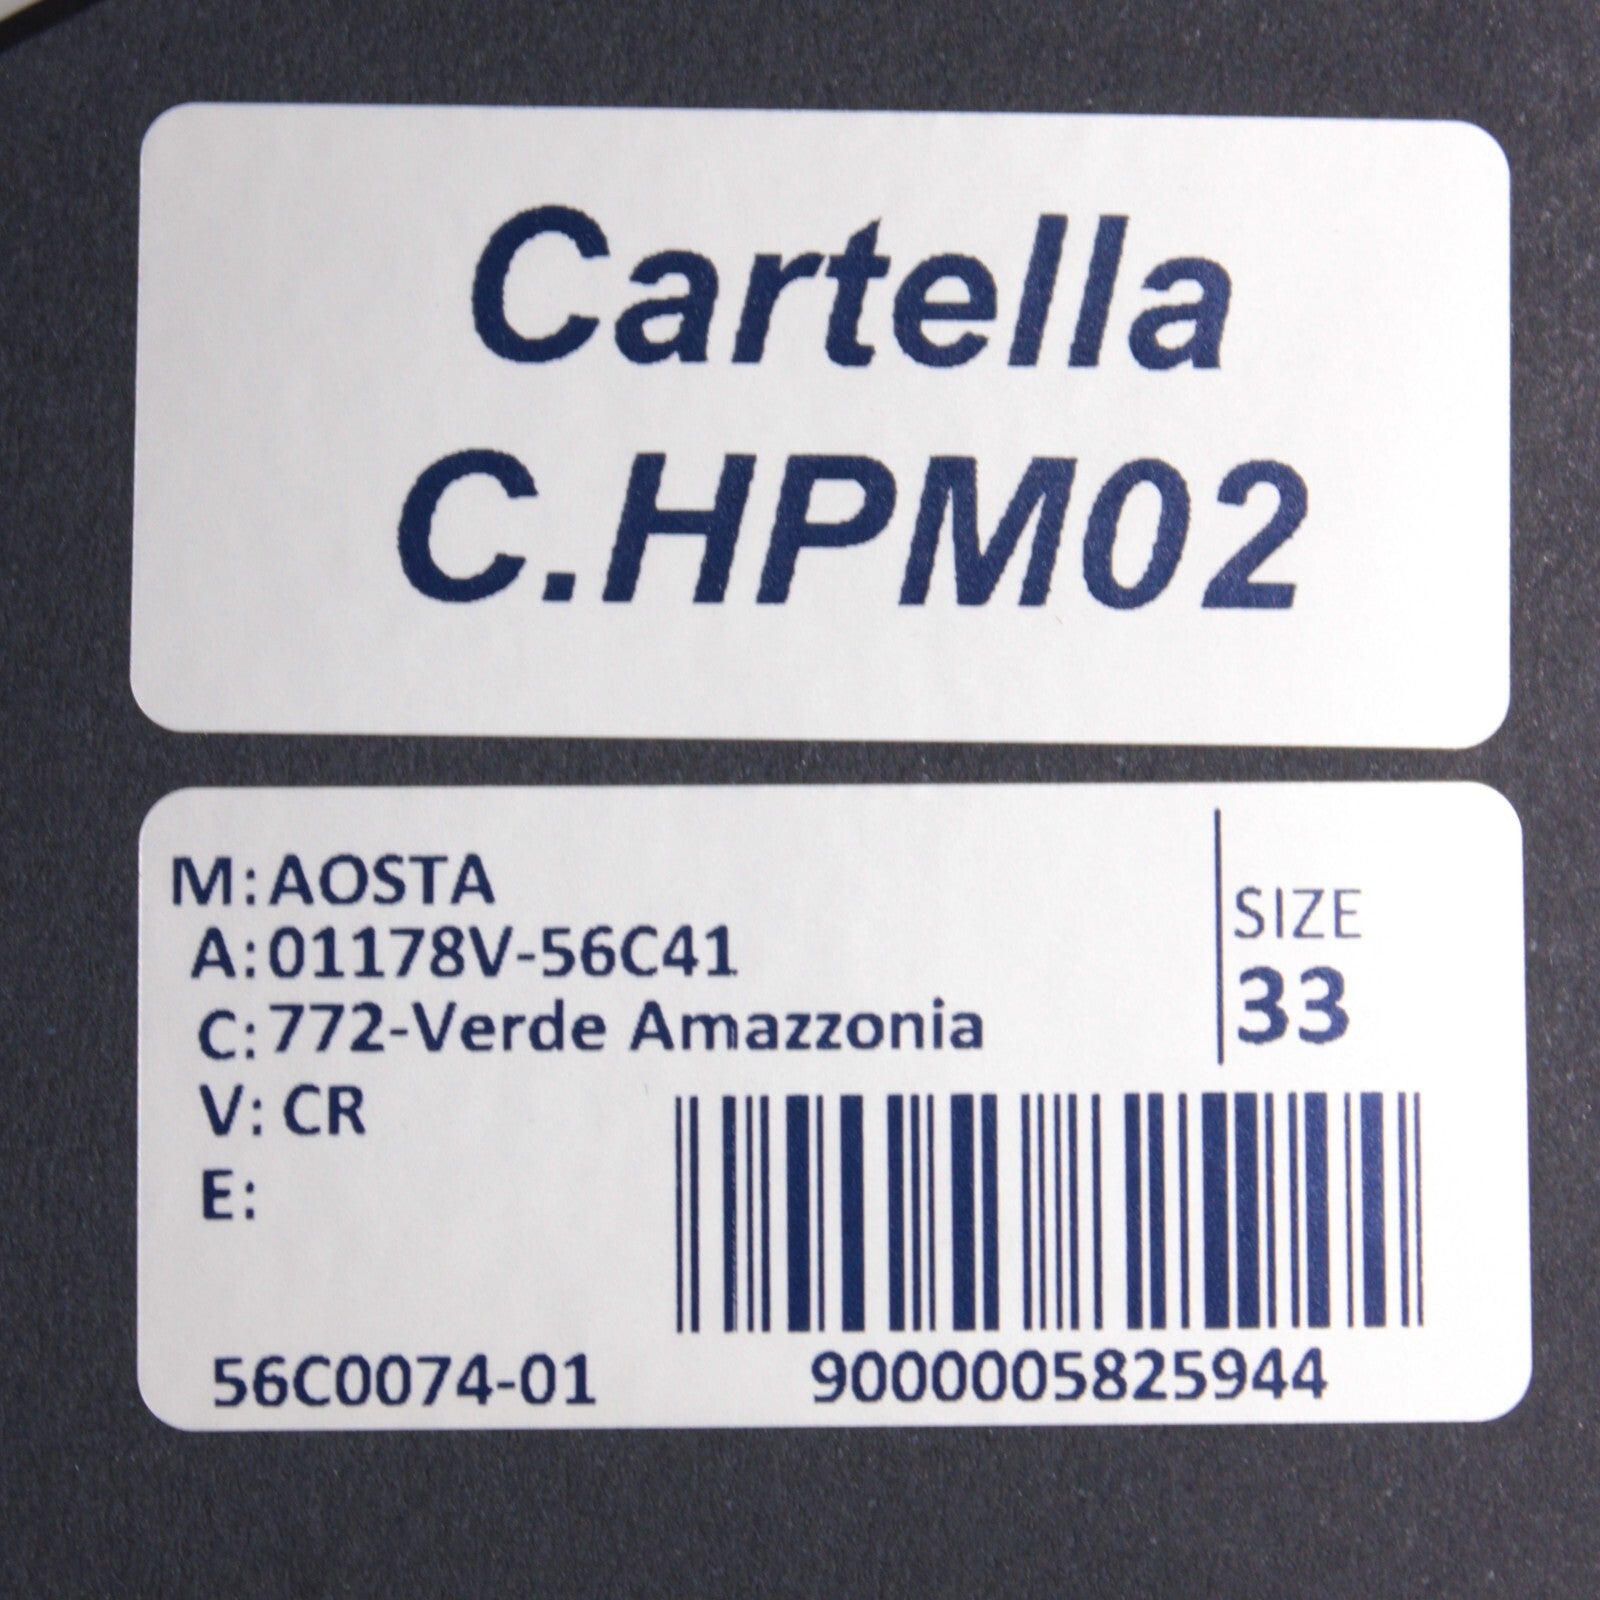 Cartella
C.HPM02
M: AOSTA
A: 01178V-56C41
C: 772-Verde Amazzonia
V: CR
E:
SIZE
33
56C0074-01
9000005825944